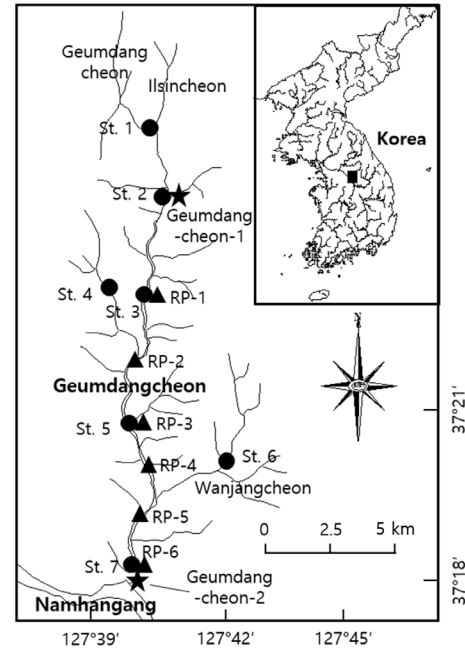 Geumdang
cheon
Ilsincheon
St. 1
Korea
St. 2
Geumdang
-cheon-1
St. 4
St. 3
RP-1
RP-2
N
Geumdangcheon
St. 5
RP-3
37°21′
St. 6
RP-4
Wanjangcheon
RP-5
0 2.5 5 km
RP-6
St. 7
Geumdang
-cheon-2
37°18′
Namhangang
127°39′ 127°42′ 127°45′